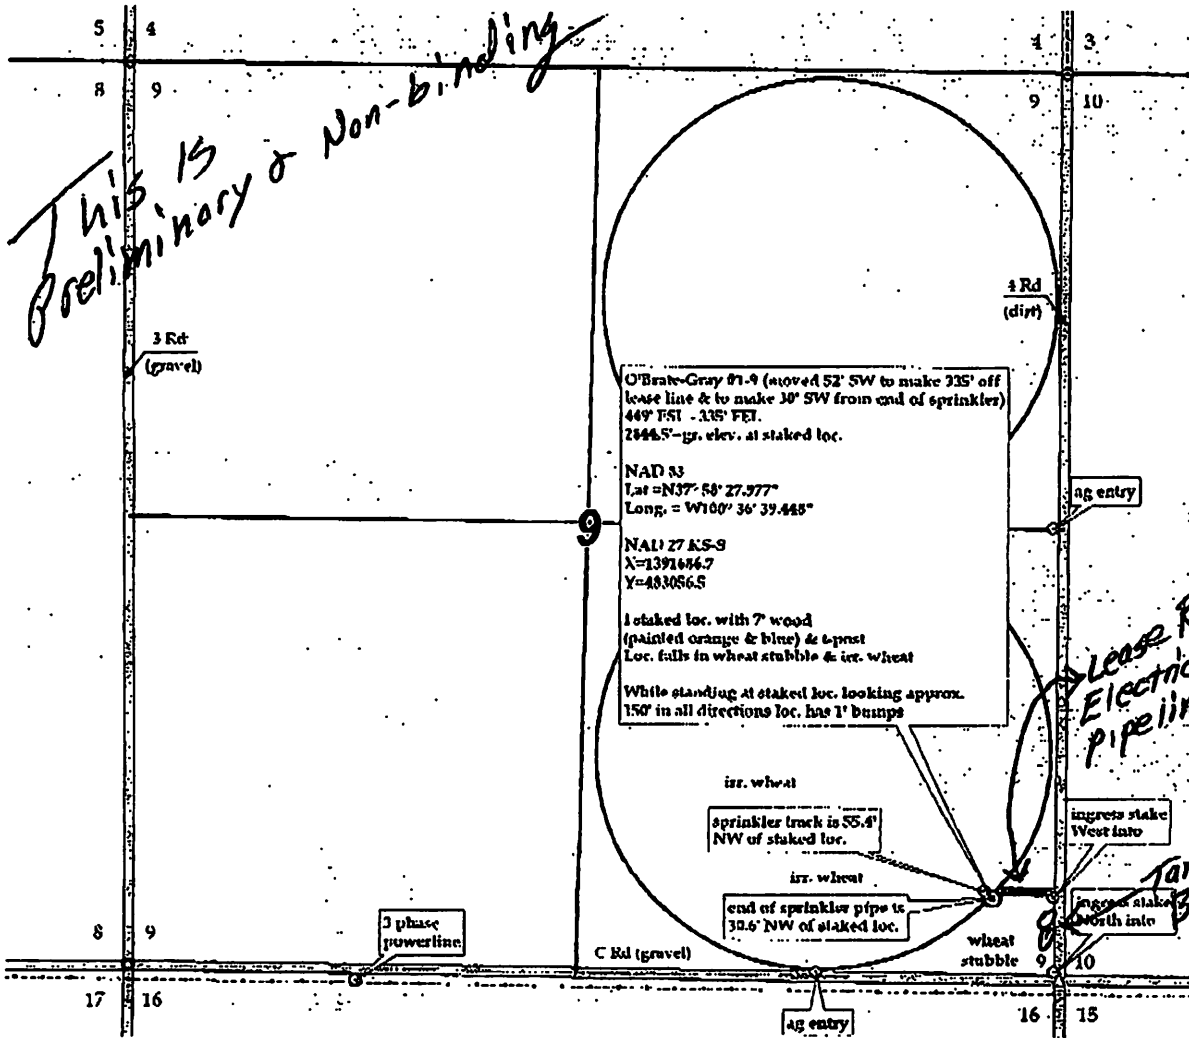 5 4
4 3
8 9
9 10
This is
Preliminary & Non-binding
3 Rd
(gravel)
4 Rd
(dirt)
O'Brate-Gray #1-9 (moved 52' SW to make 335' off
lease line & to make 30' SW from end of sprinkler)
449' FSL - 335' FEL
2844.5' gr. elev. at staked loc.
NAD 83
Lat = N37° 58' 27.977"
Long. = W100° 36' 39.448"
NAD 27 KS-S
X=1391686.7
Y=483056.5
I staked loc. with 7' wood
(painted orange & blue) & t-post
Loc. falls in wheat stubble & irr. wheat
While standing at staked loc. looking approx.
150' in all directions loc. has 1' bumps
9
ag entry
Lease
Electric
pipelin
irr. wheat
sprinkler track is 55.4'
NW of staked loc.
ingress stake
West into
irr. wheat
end of sprinkler pipe is
30.6' NW of staked loc.
ingress stake
North into
3 phase
powerline
C Rd (gravel)
wheat
stubble
8 9
9 10
17 16
16 15
ag entry